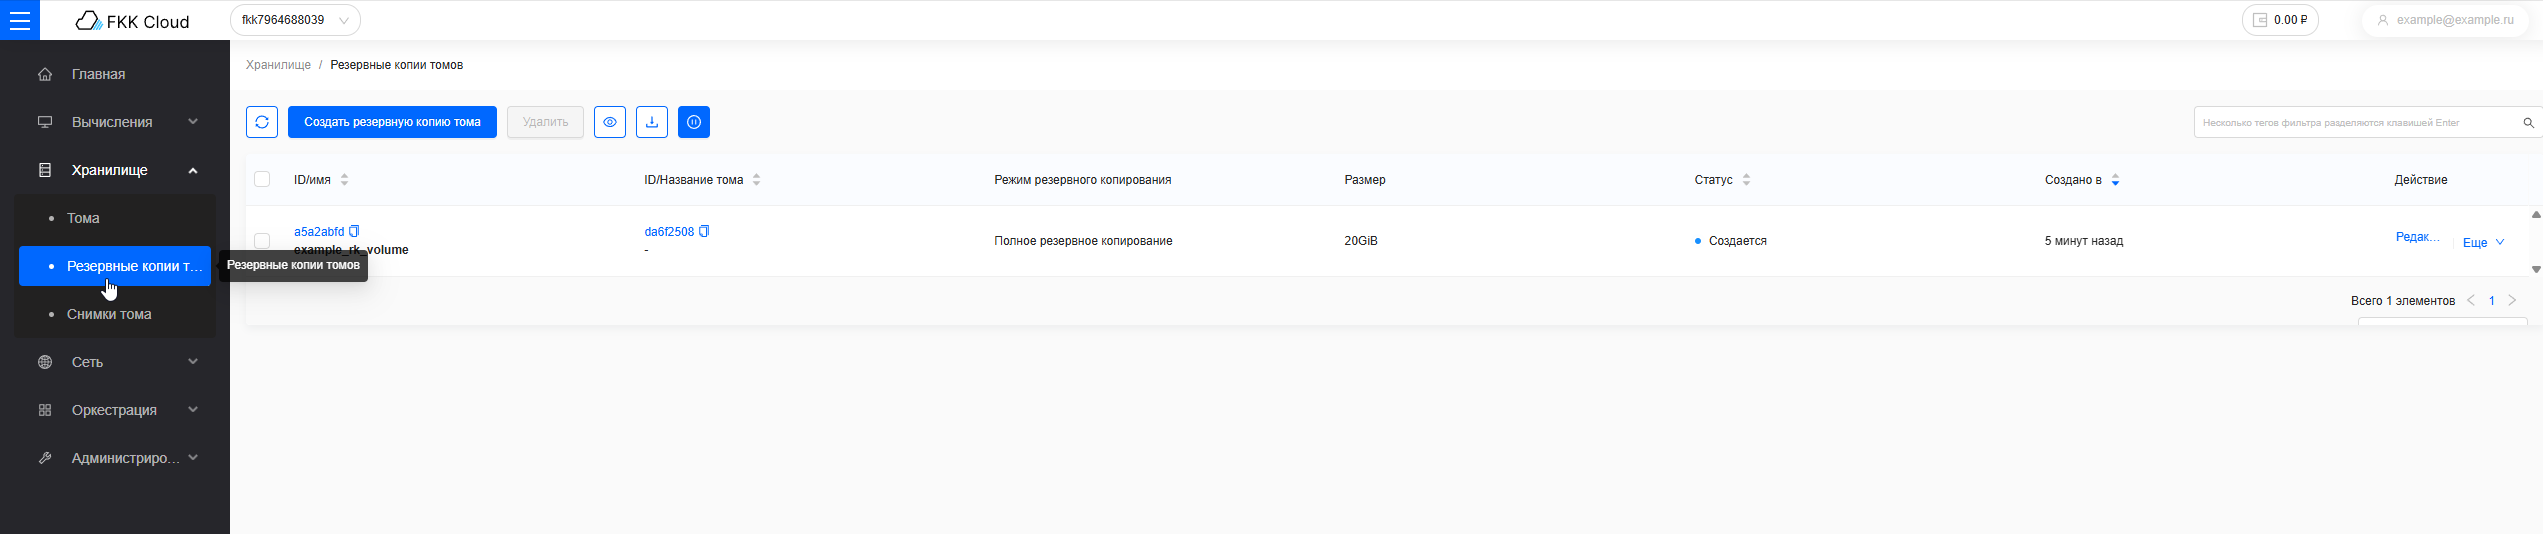 FKK Cloud
fkk7964688039
0.00 ₽
example@example.ru
Главная
Вычисления
Хранилище
Тома
Резервные копии т...
Резервные копии томов
Снимки тома
Сеть
Оркестрация
Администриро...
Хранилище / Резервные копии томов
Создать резервную копию тома
Удалить
Несколько тегов фильтра разделяются клавишей Enter
ID/имя
ID/Название тома
Режим резервного копирования
Размер
Статус
Создано в
Действие
a5a2abfd
example_rk_volume
da6f2508
-
Полное резервное копирование
20GiB
Создается
5 минут назад
Редак...
Еще
Всего 1 элементов
1